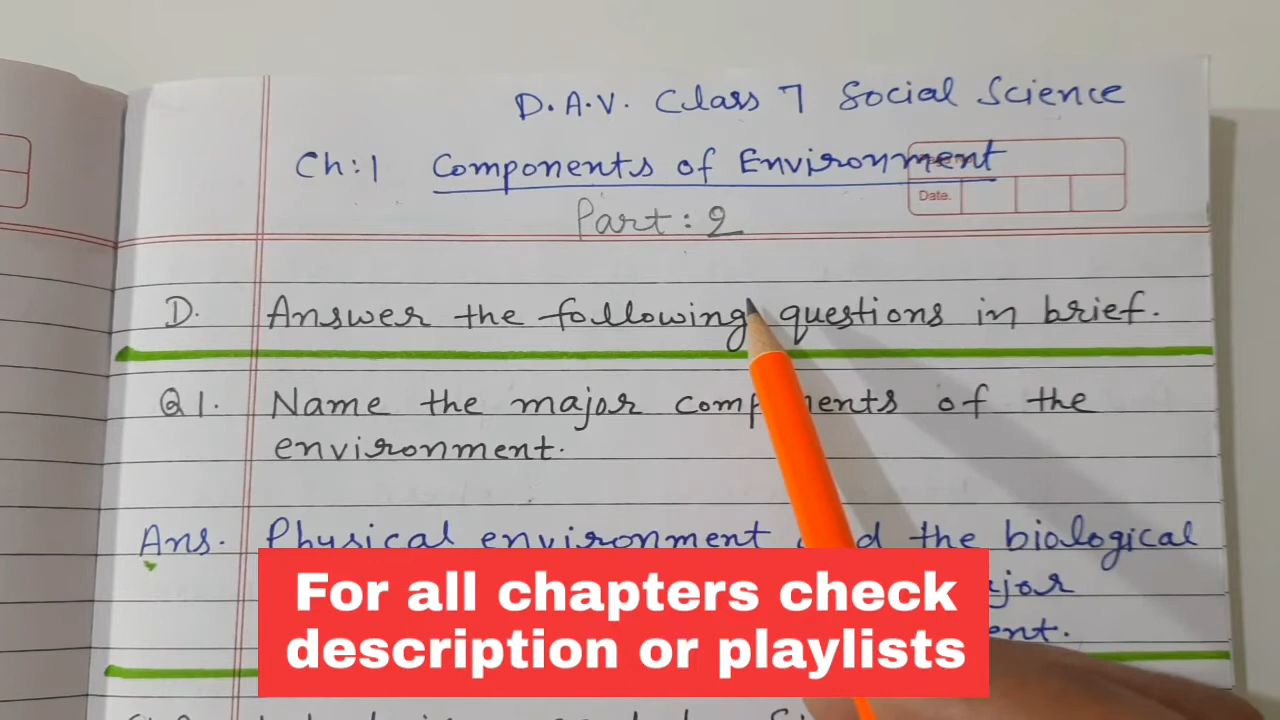 D.A.V. Class 7 Social Science
Ch:1 Components of Environment
Date.
Part: 2
D. Answer the following questions in brief.
Q1. Name the major components of the
environment.
Ans. Physical environment and the biological
For all chapters check
description or playlists